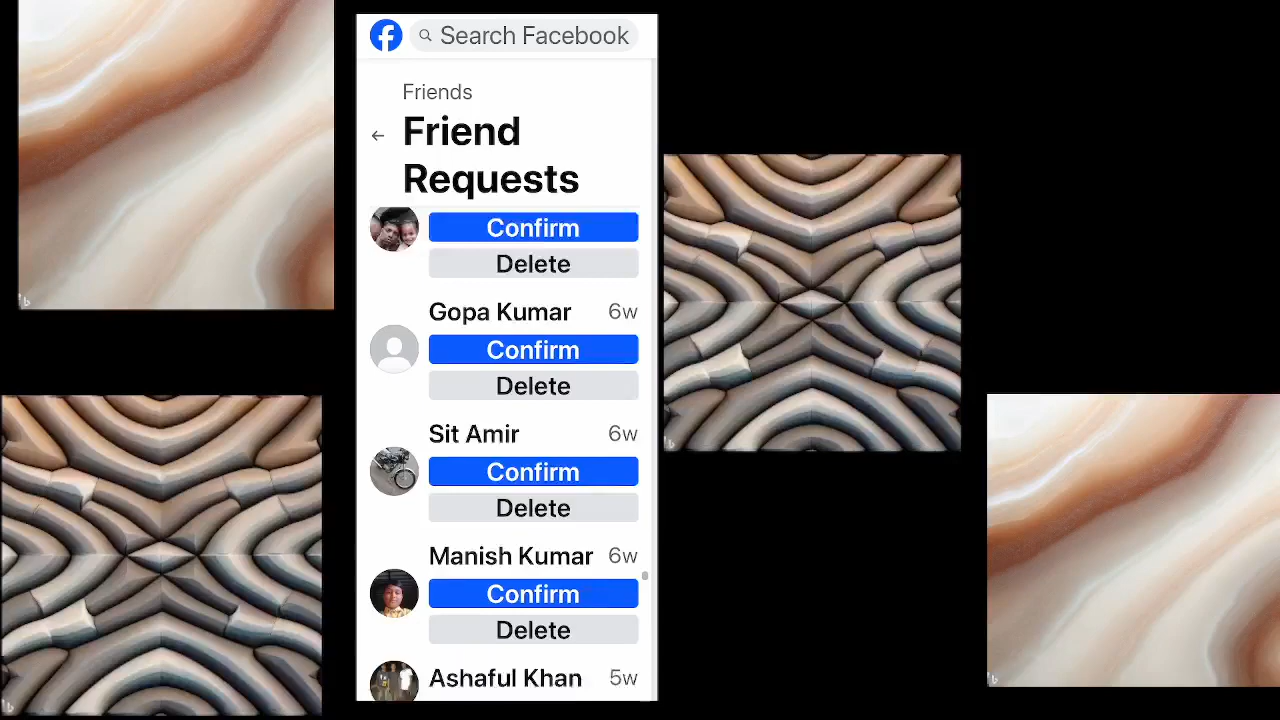 Search Facebook
Friends
Friend
Requests
Confirm
Delete
Gopa Kumar 6w
Confirm
Delete
Sit Amir 6w
Confirm
Delete
Manish Kumar 6w
Confirm
Delete
Ashaful Khan 5w